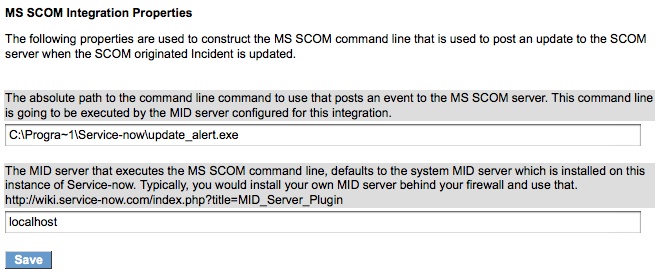 MS SCOM Integration Properties
The following properties are used to construct the MS SCOM command line that is used to post an update to the SCOM
server when the SCOM originated Incident is updated.
The absolute path to the command line command to use that posts an event to the MS SCOM server. This command line
is going to be executed by the MID server configured for this integration.
C:\Progra~1\Service-now\update_alert.exe
The MID server that executes the MS SCOM command line, defaults to the system MID server which is installed on this
instance of Service-now. Typically, you would install your own MID server behind your firewall and use that.
http://wiki.service-now.com/index.php?title=MID_Server_Plugin
localhost
Save